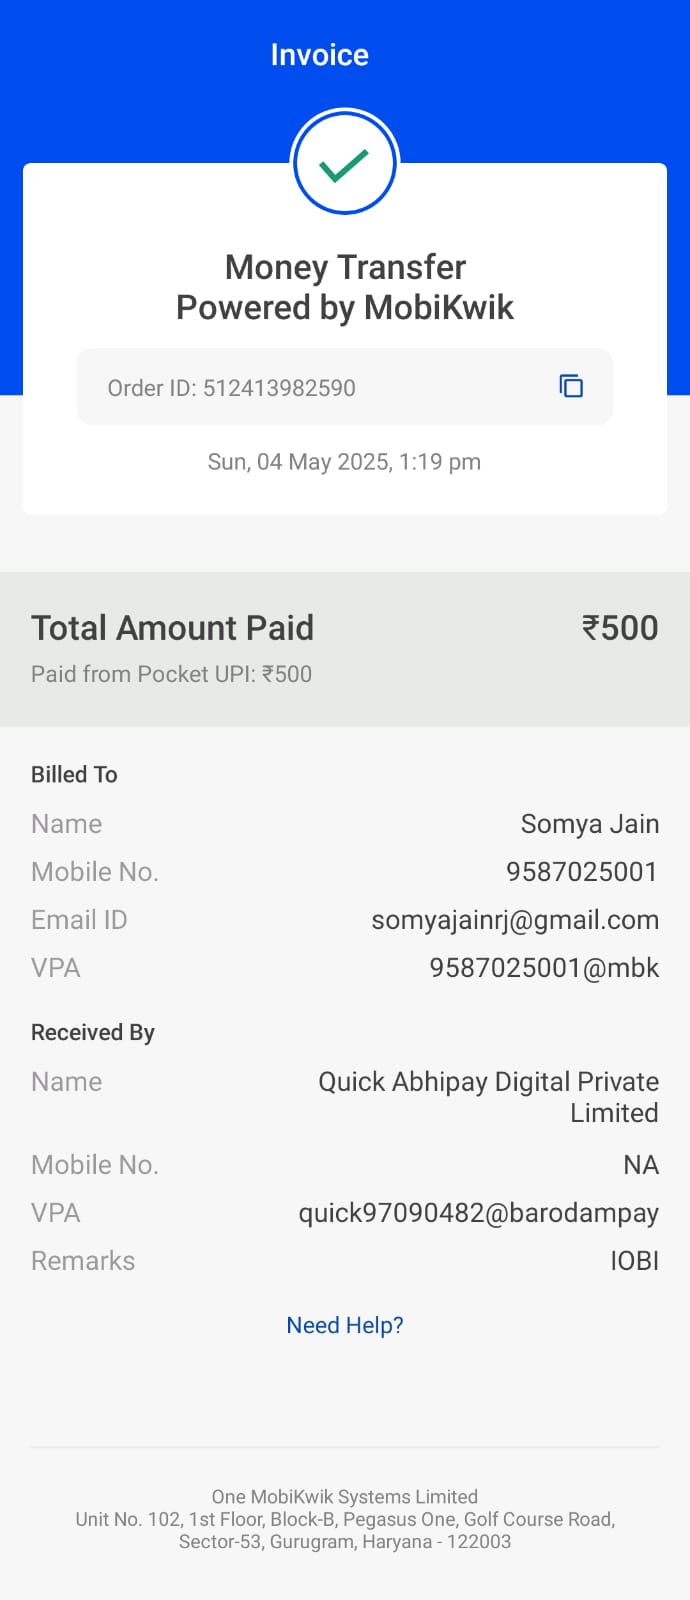 Invoice
Money Transfer
Powered by MobiKwik
Order ID: 512413982590
Sun, 04 May 2025, 1:19 pm
Total Amount Paid ₹500
Paid from Pocket UPI: ₹500
Billed To
Name Somya Jain
Mobile No. 9587025001
Email ID somyajainrj@gmail.com
VPA 9587025001@mbk
Received By
Name Quick Abhipay Digital Private
Limited
Mobile No. NA
VPA quick97090482@barodampay
Remarks IOBI
Need Help?
One MobiKwik Systems Limited
Unit No. 102, 1st Floor, Block-B, Pegasus One, Golf Course Road,
Sector-53, Gurugram, Haryana - 122003